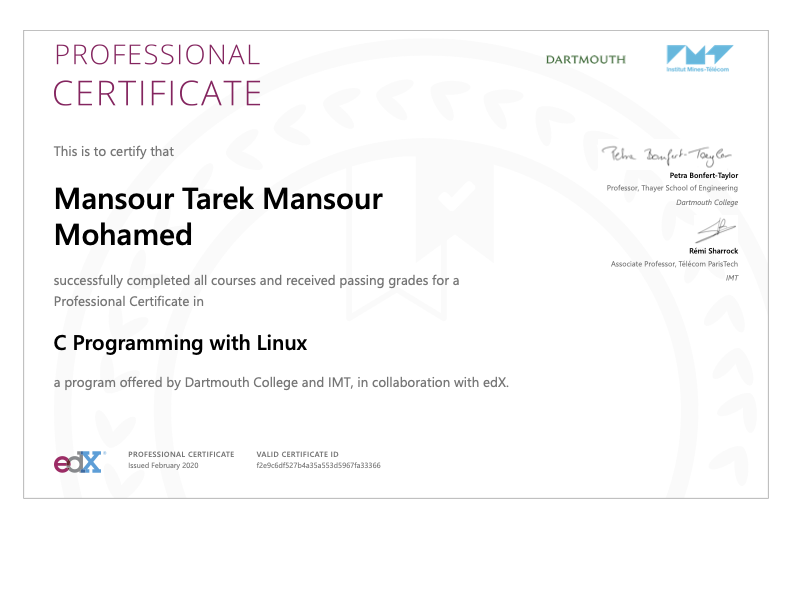 PROFESSIONAL
CERTIFICATE
DARTMOUTH
IMT
Institut Mines-Télécom
This is to certify that
Mansour Tarek Mansour
Mohamed
successfully completed all courses and received passing grades for a
Professional Certificate in
C Programming with Linux
a program offered by Dartmouth College and IMT, in collaboration with edX.
Petra Bonfert-Taylor
Petra Bonfert-Taylor
Professor, Thayer School of Engineering
Dartmouth College
Rémi Sharrock
Associate Professor, Télécom ParisTech
IMT
edX
PROFESSIONAL CERTIFICATE
Issued February 2020
VALID CERTIFICATE ID
f2e9c6df527b4a35a553d5967fa33366